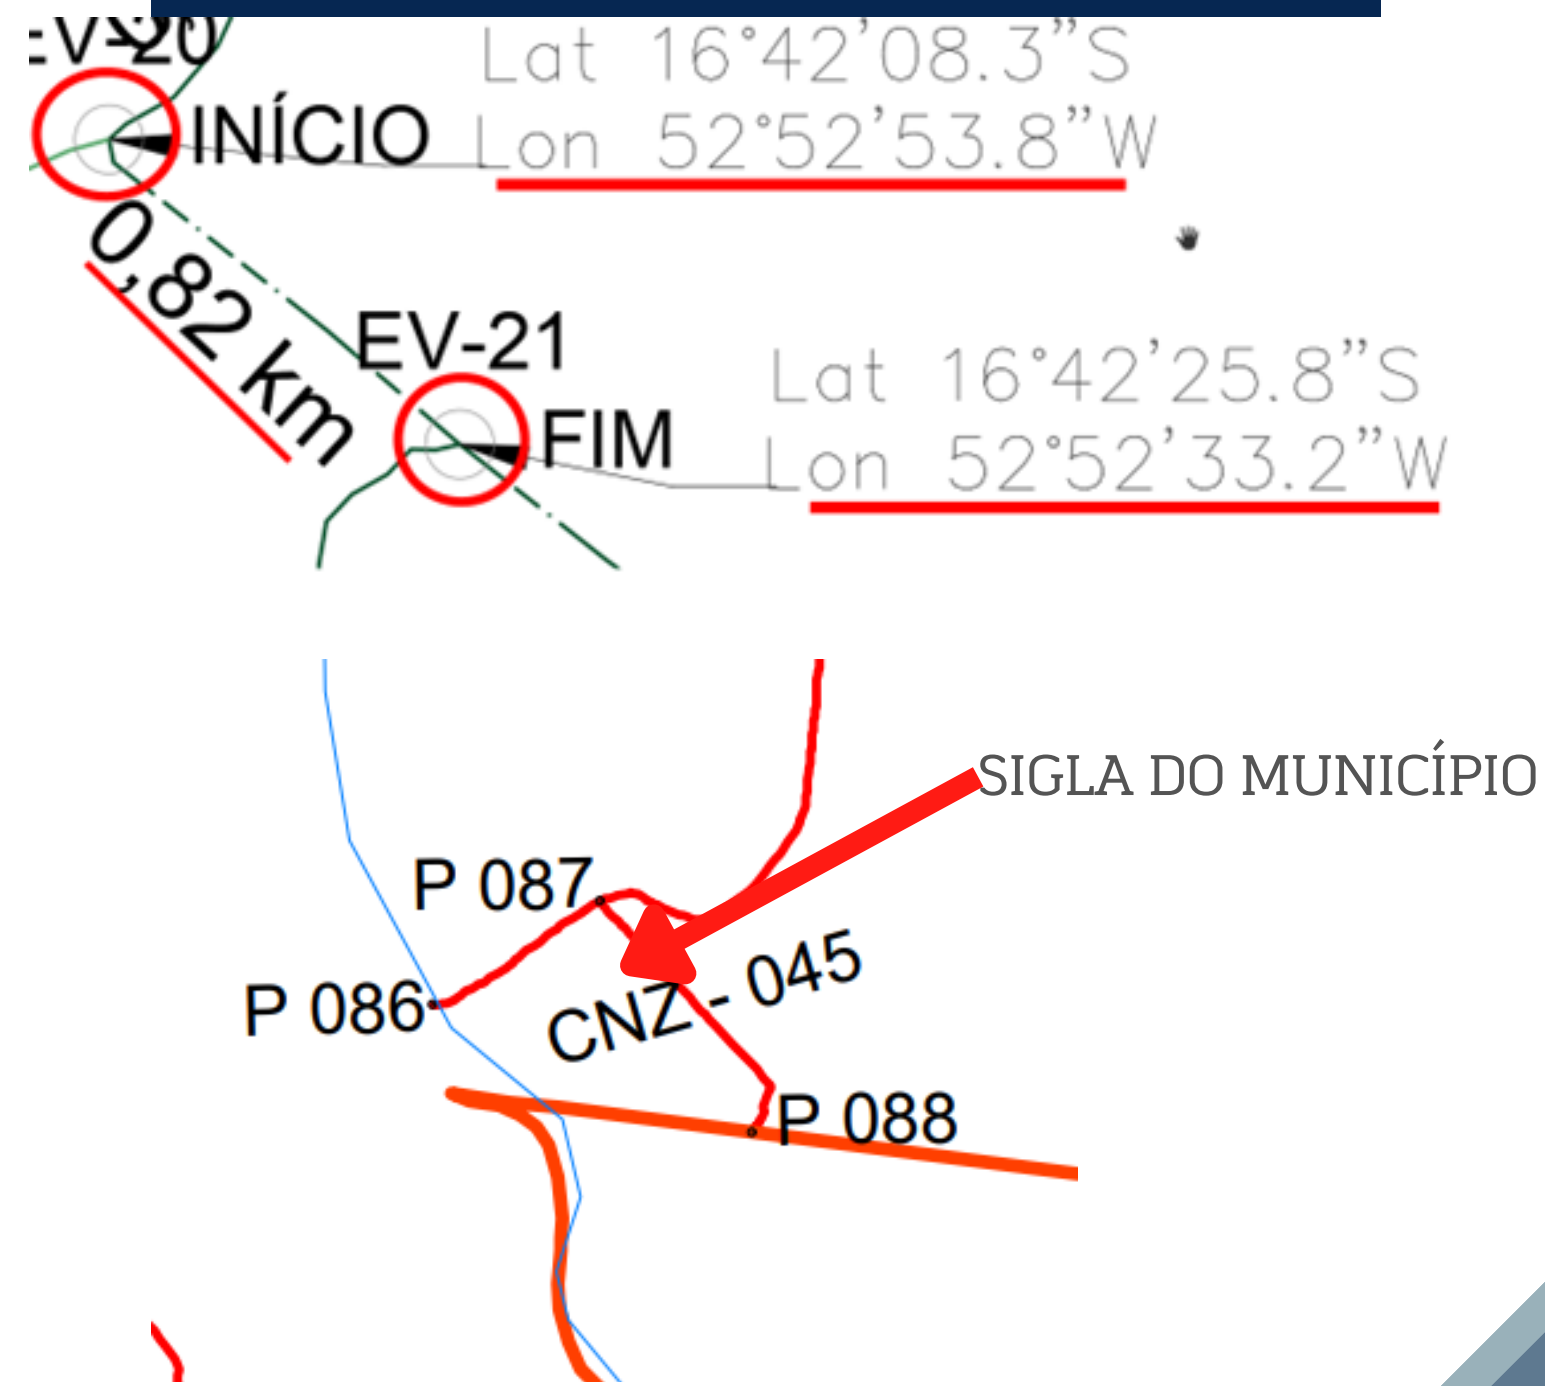 EV-20
Lat 16°42'08.3"S
INÍCIO
Lon 52°52'53.8"W
0,82 km
EV-21
Lat 16°42'25.8"S
FIM
Lon 52°52'33.2"W
SIGLA DO MUNICÍPIO
P 087
CNZ - 045
P 086
P 088